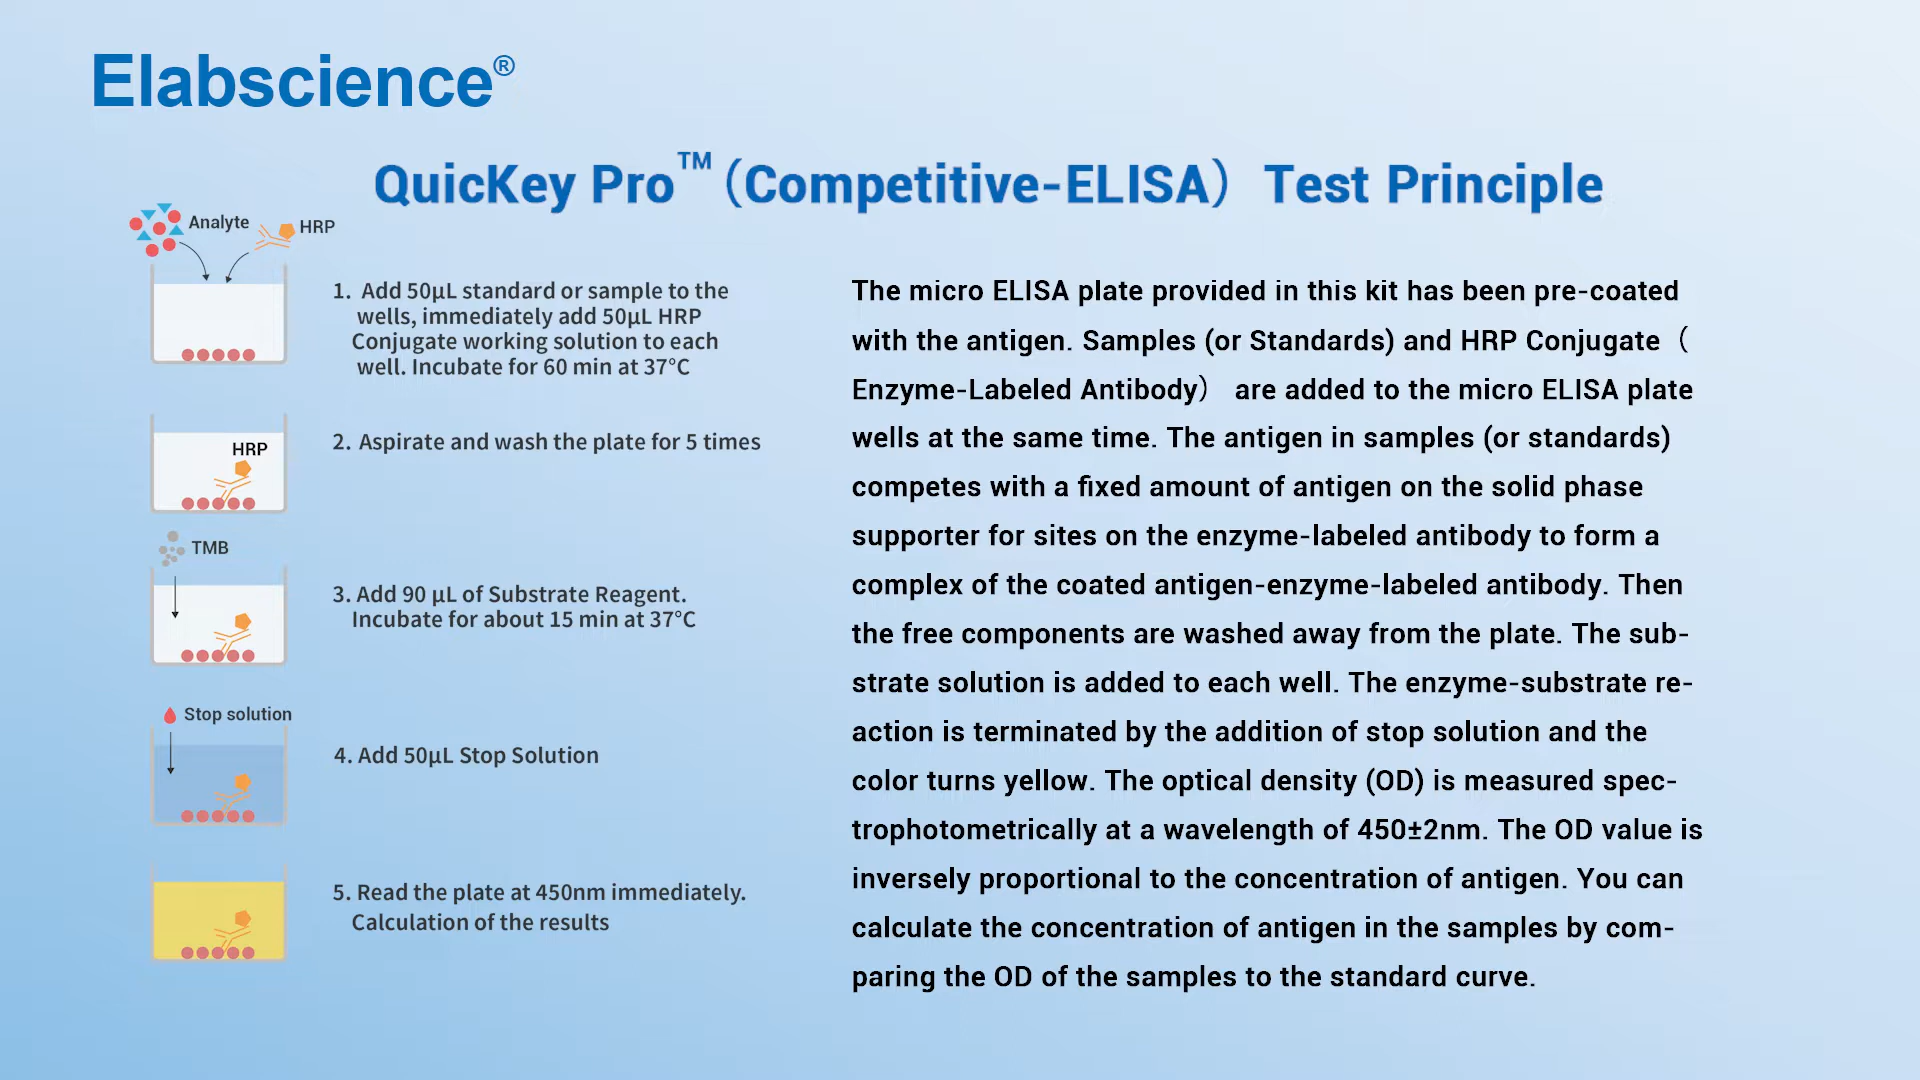 Elabscience®
QuicKey Pro™（Competitive-ELISA） Test Principle
Analyte
HRP
1. Add 50μL standard or sample to the
wells, immediately add 50μL HRP
Conjugate working solution to each
well. Incubate for 60 min at 37°C
HRP
2. Aspirate and wash the plate for 5 times
TMB
3. Add 90 μL of Substrate Reagent.
Incubate for about 15 min at 37°C
Stop solution
4. Add 50μL Stop Solution
5. Read the plate at 450nm immediately.
Calculation of the results
The micro ELISA plate provided in this kit has been pre-coated
with the antigen. Samples (or Standards) and HRP Conjugate（
Enzyme-Labeled Antibody） are added to the micro ELISA plate
wells at the same time. The antigen in samples (or standards)
competes with a fixed amount of antigen on the solid phase
supporter for sites on the enzyme-labeled antibody to form a
complex of the coated antigen-enzyme-labeled antibody. Then
the free components are washed away from the plate. The sub-
strate solution is added to each well. The enzyme-substrate re-
action is terminated by the addition of stop solution and the
color turns yellow. The optical density (OD) is measured spec-
trophotometrically at a wavelength of 450±2nm. The OD value is
inversely proportional to the concentration of antigen. You can
calculate the concentration of antigen in the samples by com-
paring the OD of the samples to the standard curve.